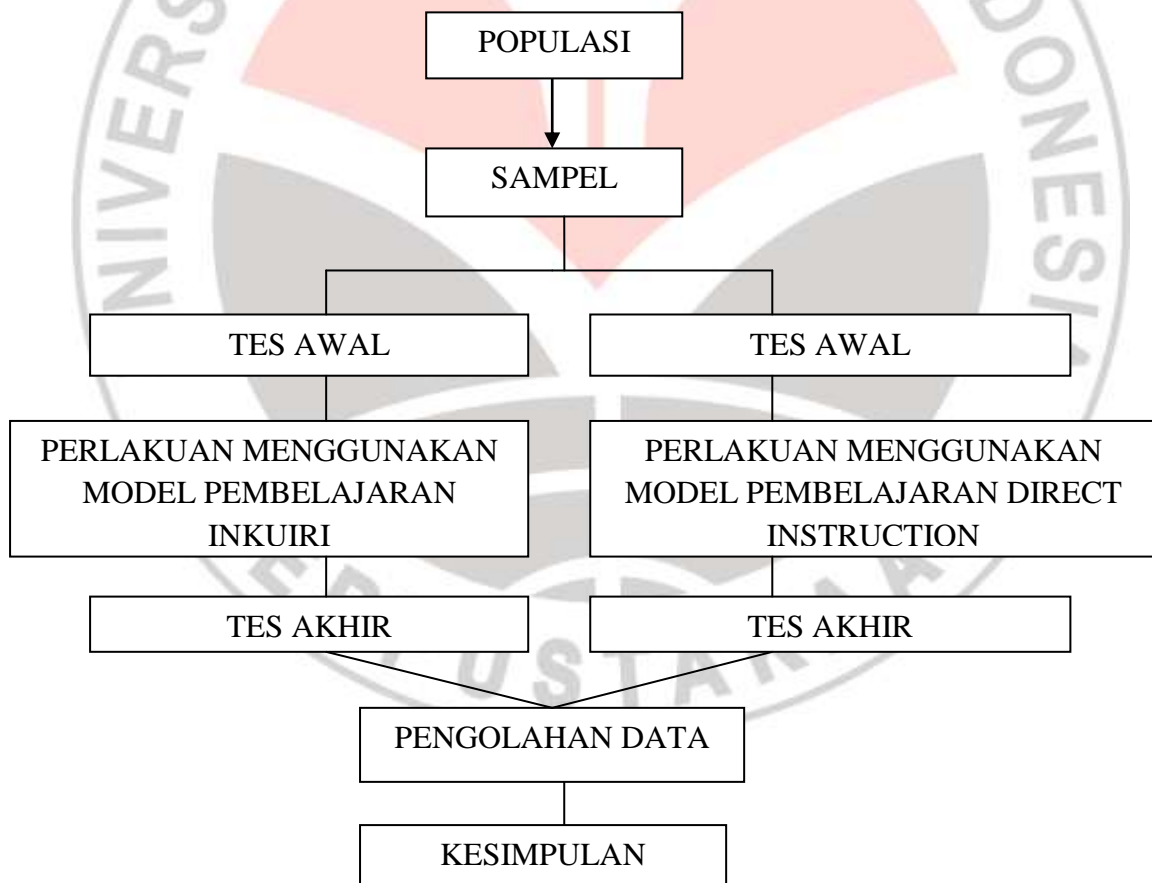 POPULASI
SAMPEL
TES AWAL
TES AWAL
PERLAKUAN MENGGUNAKAN
MODEL PEMBELAJARAN
INKUIRI
PERLAKUAN MENGGUNAKAN
MODEL PEMBELAJARAN DIRECT
INSTRUCTION
TES AKHIR
TES AKHIR
PENGOLAHAN DATA
KESIMPULAN